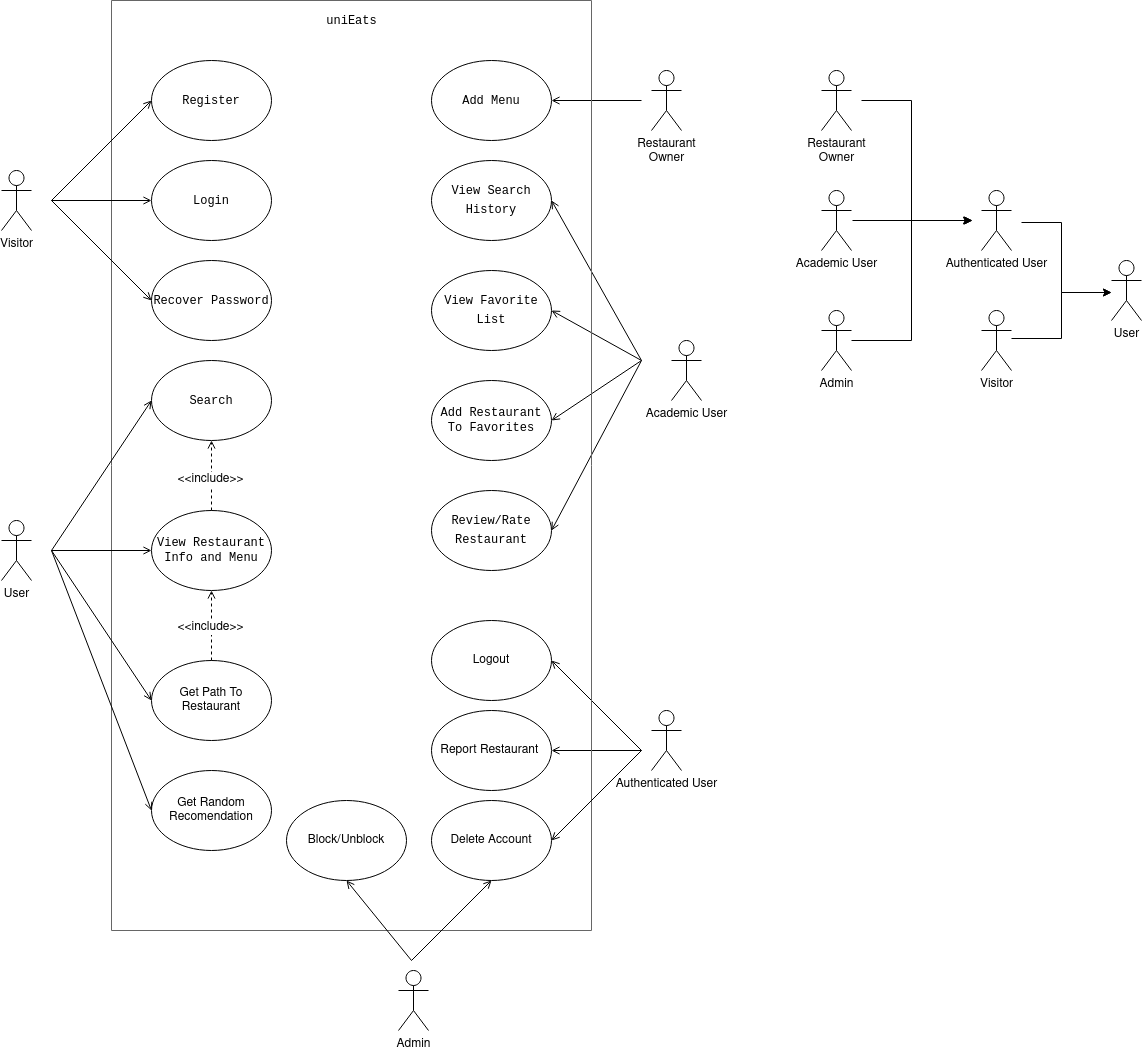 uniEats
Register
Login
Recover Password
Search
<<include>>
View Restaurant
Info and Menu
<<include>>
Get Path To
Restaurant
Get Random
Recomendation
Block/Unblock
Add Menu
View Search
History
View Favorite
List
Add Restaurant
To Favorites
Review/Rate
Restaurant
Logout
Report Restaurant
Delete Account
Visitor
User
Admin
Restaurant
Owner
Academic User
Authenticated User
Restaurant
Owner
Academic User
Admin
Authenticated User
Visitor
User